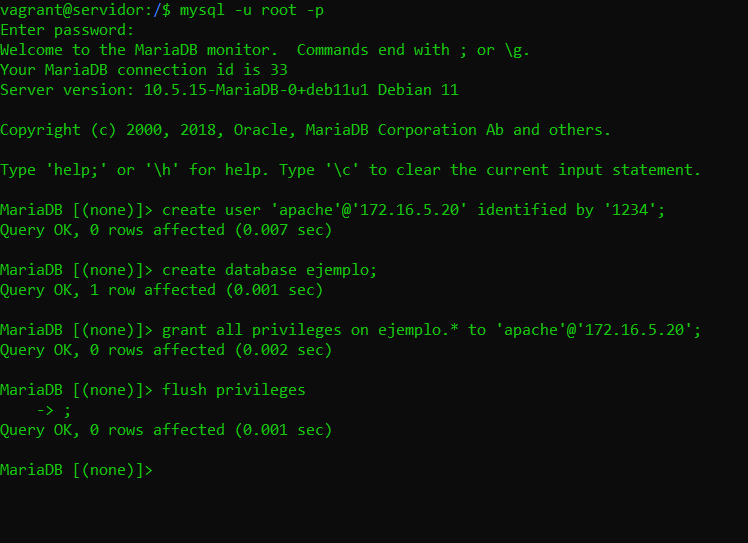 vagrant@servidor:/$ mysql -u root -p
Enter password:
Welcome to the MariaDB monitor.  Commands end with ; or \g.
Your MariaDB connection id is 33
Server version: 10.5.15-MariaDB-0+deb11u1 Debian 11
Copyright (c) 2000, 2018, Oracle, MariaDB Corporation Ab and others.
Type 'help;' or '\h' for help. Type '\c' to clear the current input statement.
MariaDB [(none)]> create user 'apache'@'172.16.5.20' identified by '1234';
Query OK, 0 rows affected (0.007 sec)
MariaDB [(none)]> create database ejemplo;
Query OK, 1 row affected (0.001 sec)
MariaDB [(none)]> grant all privileges on ejemplo.* to 'apache'@'172.16.5.20';
Query OK, 0 rows affected (0.002 sec)
MariaDB [(none)]> flush privileges
    -> ;
Query OK, 0 rows affected (0.001 sec)
MariaDB [(none)]>